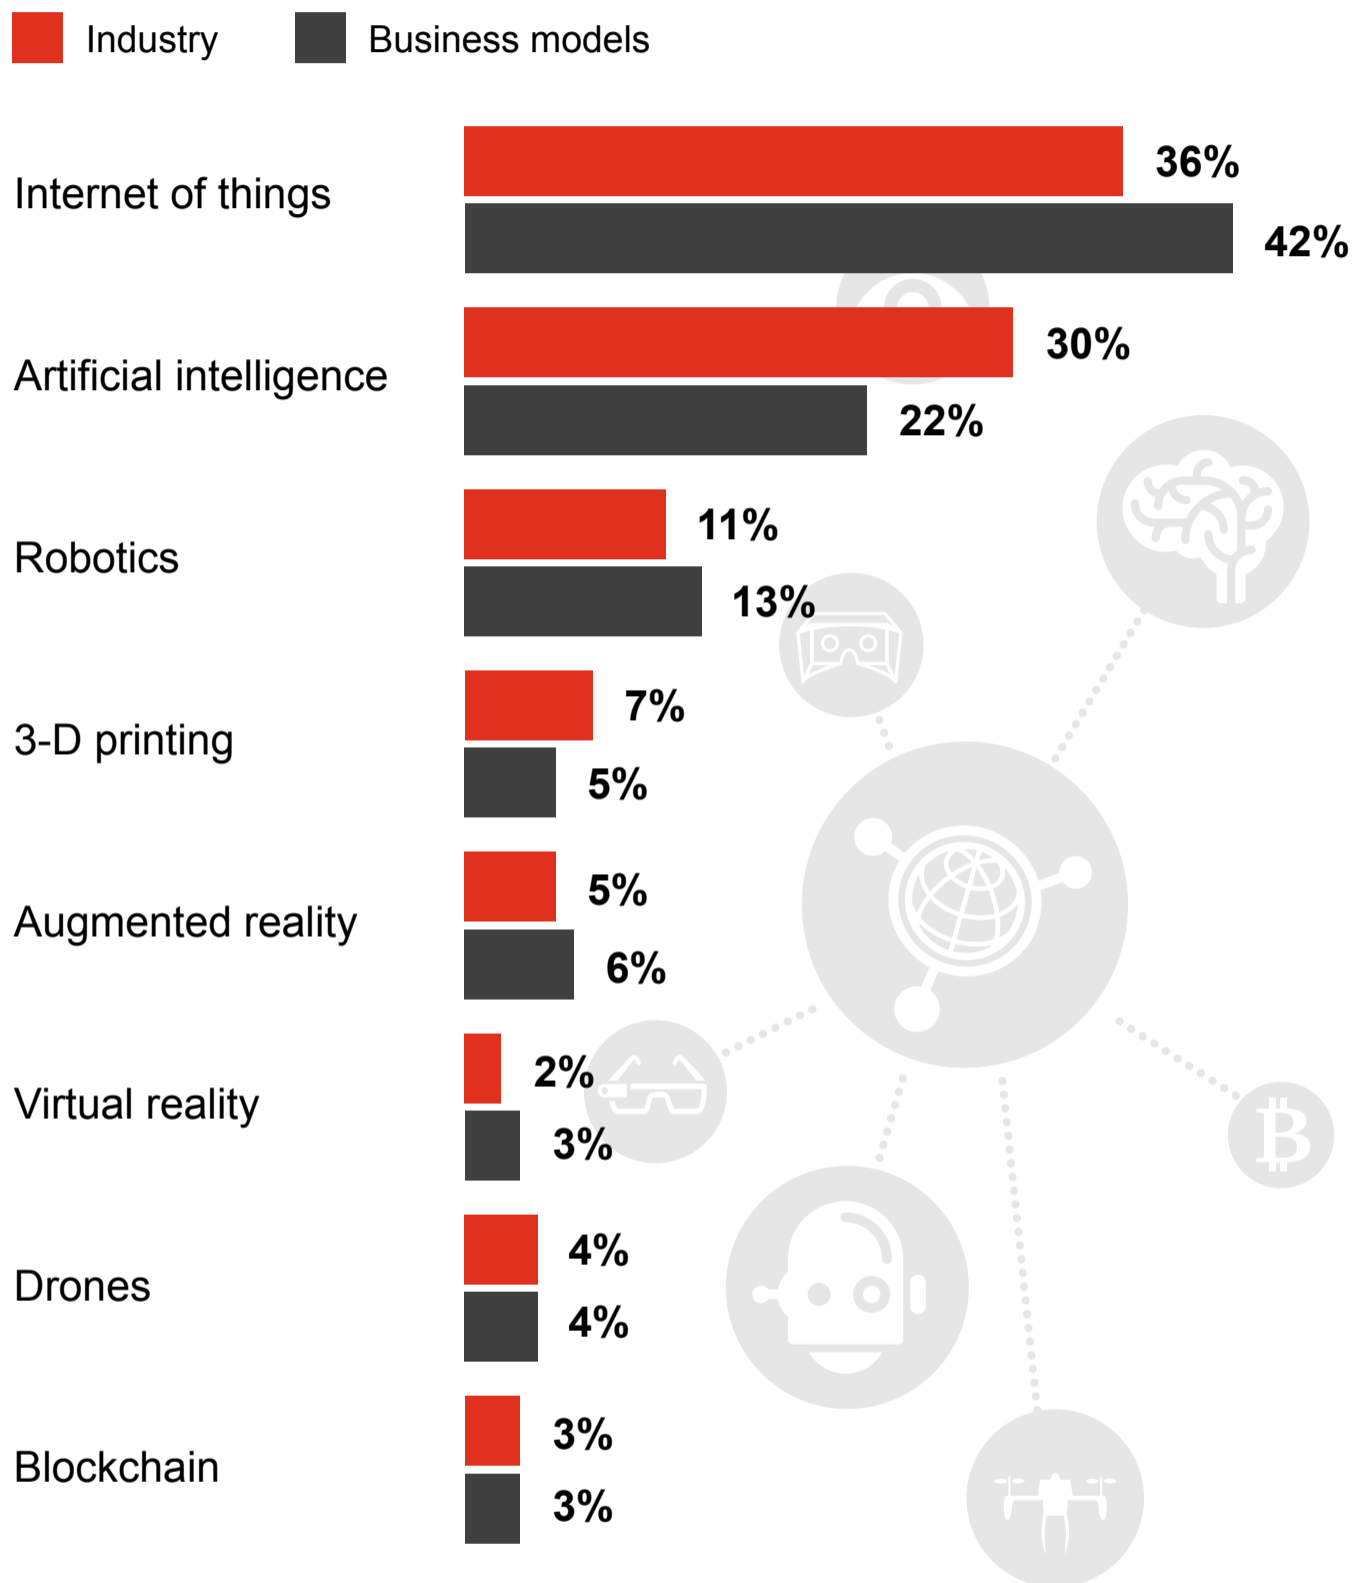 Industry
Business models
Internet of things
36%
42%
Artificial intelligence
30%
22%
Robotics
11%
13%
3-D printing
7%
5%
Augmented reality
5%
6%
Virtual reality
2%
3%
Drones
4%
4%
Blockchain
3%
3%